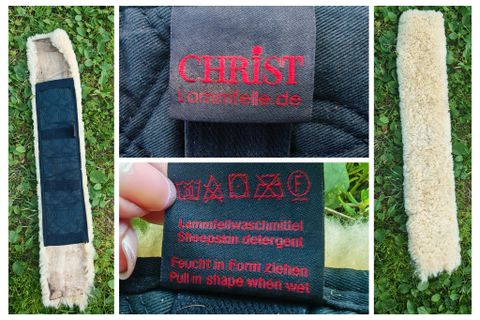 CHRIST
Lammfelle.de
Lammfellwaschmittel
Sheepskin detergent
Feucht in Form ziehen
Pull in shape when wet